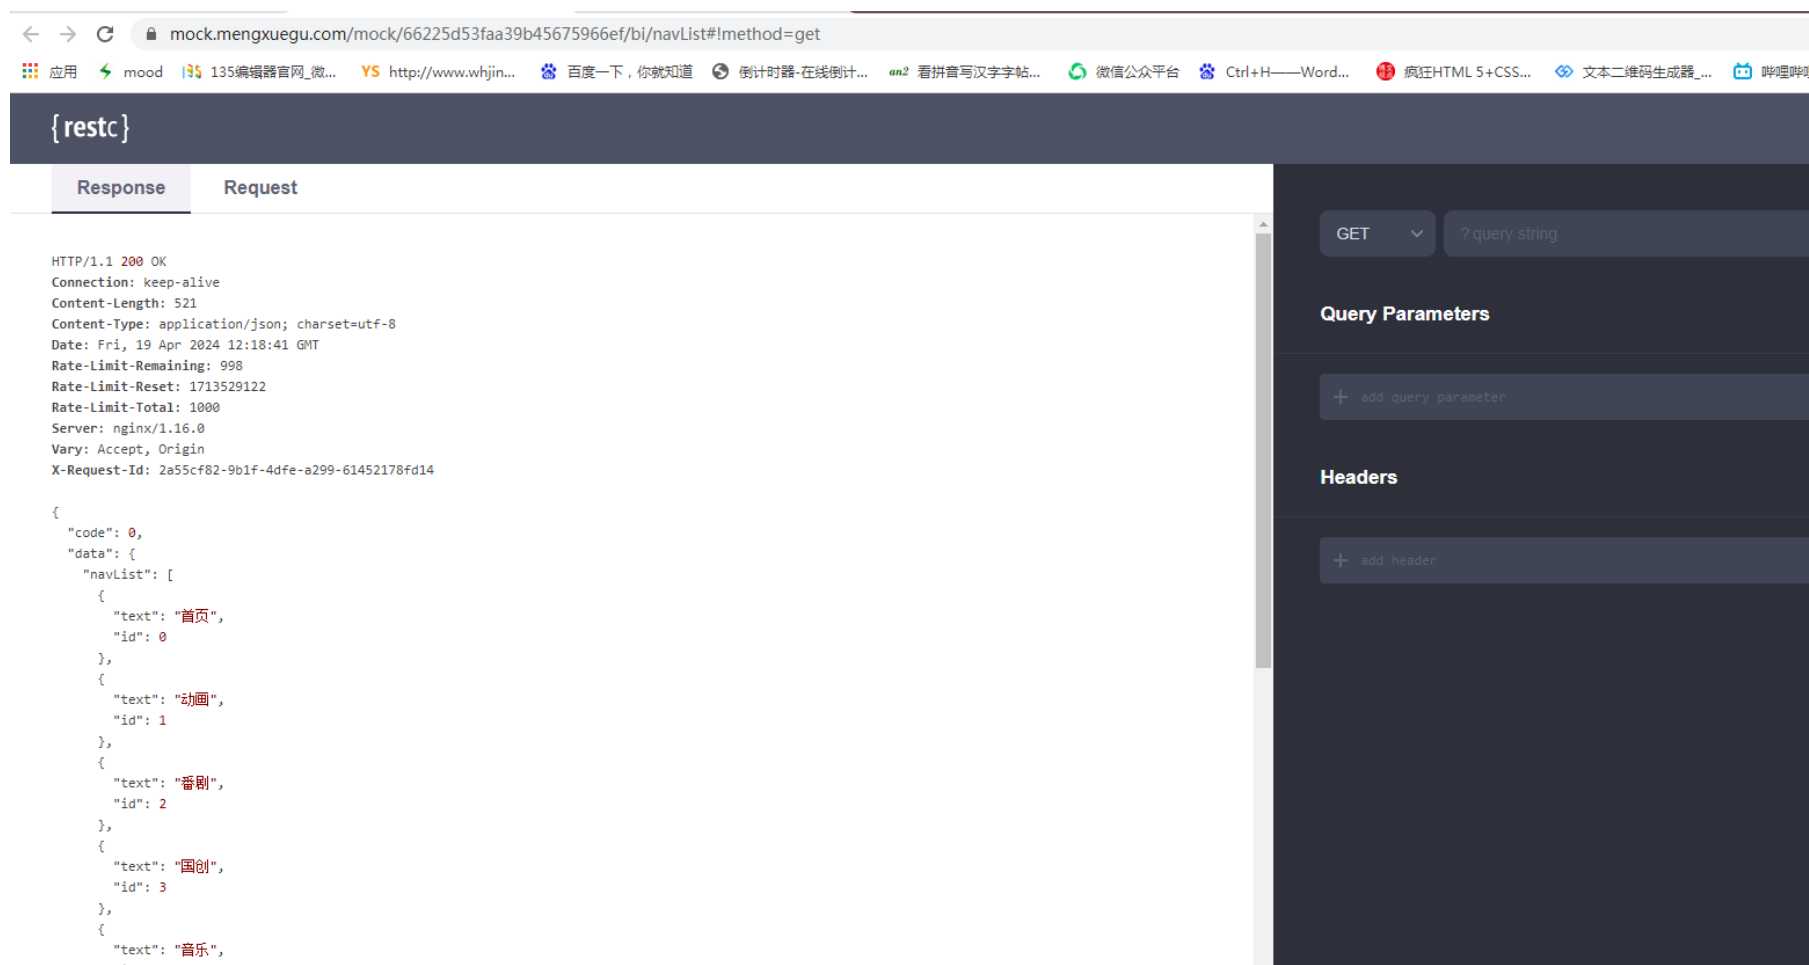 mock.mengxuegu.com/mock/66225d53faa39b45675966ef/bi/navList#!method=get
应用 mood 135编辑器官网_微... YS http://www.whjin... 百度一下，你就知道 倒计时器-在线倒计... an2 看拼音写汉字字帖... 微信公众平台 Ctrl+H——Word... 疯狂HTML 5+CSS... 文本二维码生成器_... 哔哩哔
{restc}
Response Request
HTTP/1.1 200 OK
Connection: keep-alive
Content-Length: 521
Content-Type: application/json; charset=utf-8
Date: Fri, 19 Apr 2024 12:18:41 GMT
Rate-Limit-Remaining: 998
Rate-Limit-Reset: 1713529122
Rate-Limit-Total: 1000
Server: nginx/1.16.0
Vary: Accept, Origin
X-Request-Id: 2a55cf82-9b1f-4dfe-a299-61452178fd14
{
"code": 0,
"data": {
"navList": [
{
"text": "首页",
"id": 0
},
{
"text": "动画",
"id": 1
},
{
"text": "番剧",
"id": 2
},
{
"text": "国创",
"id": 3
},
{
"text": "音乐",
GET ? query string
Query Parameters
+ add query parameter
Headers
+ add header